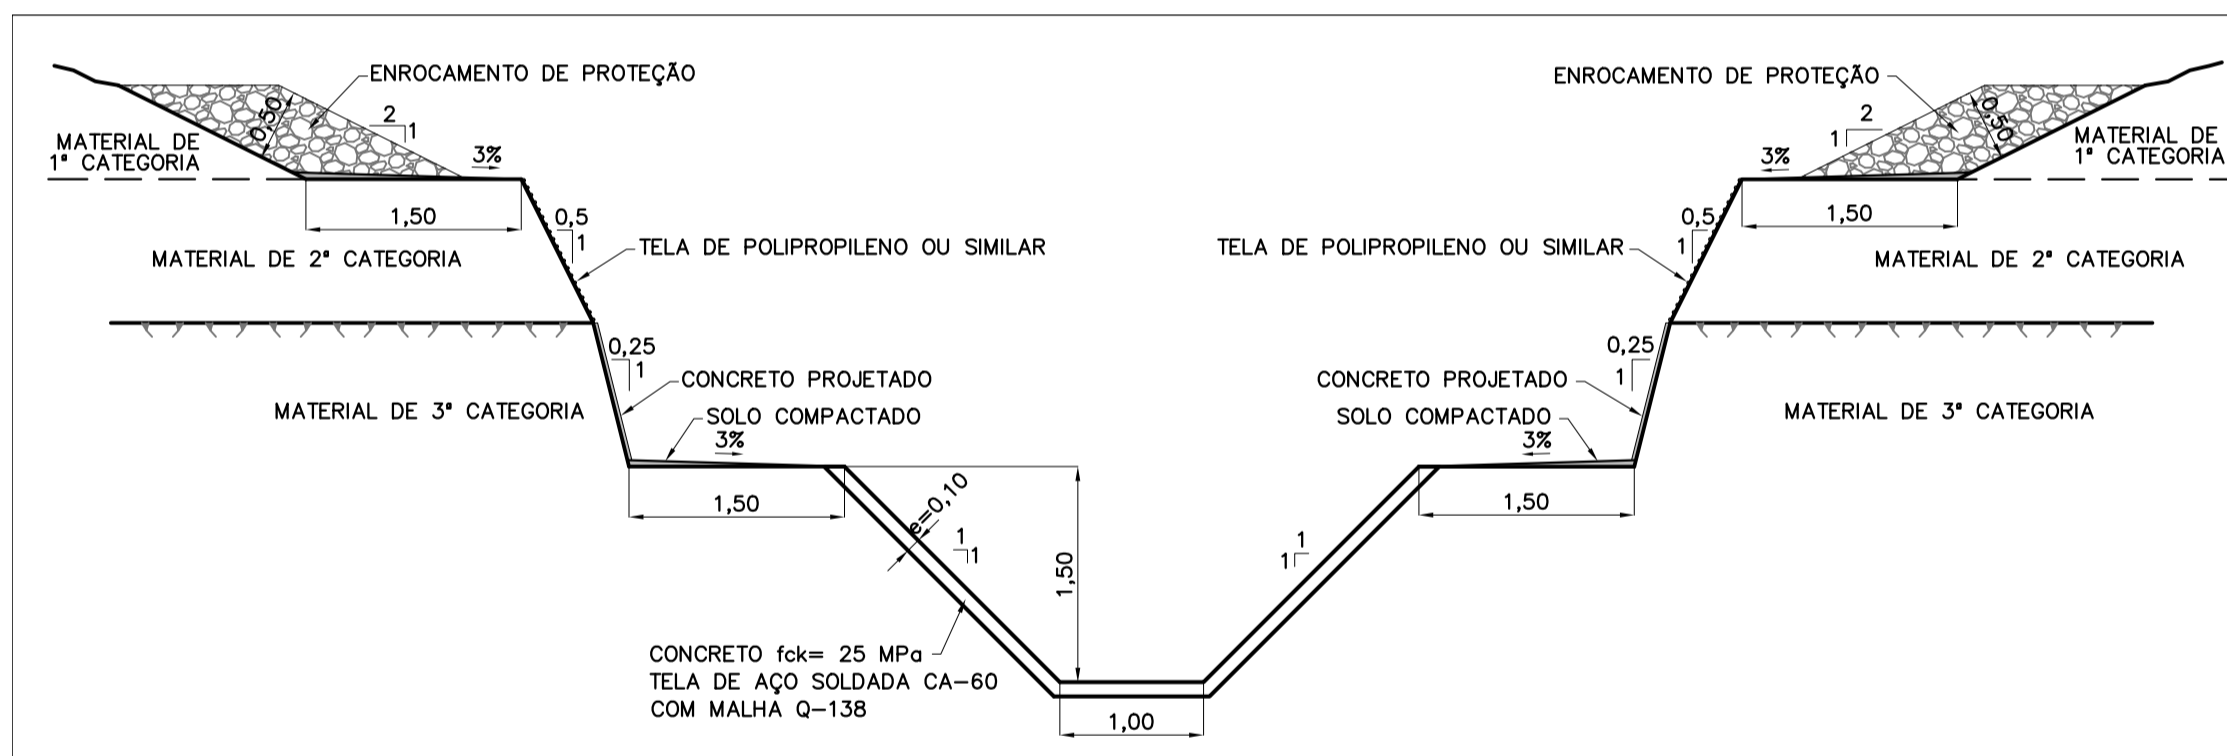 ENROCAMENTO DE PROTEÇÃO
ENROCAMENTO DE PROTEÇÃO
0,50
2
1
2
1
0,50
MATERIAL DE
1ª CATEGORIA
MATERIAL DE
1ª CATEGORIA
3%
3%
1,50
0,5
1
0,5
1
1,50
TELA DE POLIPROPILENO OU SIMILAR
TELA DE POLIPROPILENO OU SIMILAR
MATERIAL DE 2ª CATEGORIA
MATERIAL DE 2ª CATEGORIA
0,25
1
0,25
1
CONCRETO PROJETADO
CONCRETO PROJETADO
MATERIAL DE 3ª CATEGORIA
MATERIAL DE 3ª CATEGORIA
SOLO COMPACTADO
SOLO COMPACTADO
3%
3%
1,50
1,50
e=0,10
1
1
1
1
1,50
CONCRETO fck= 25 MPa
TELA DE AÇO SOLDADA CA-60
COM MALHA Q-138
1,00